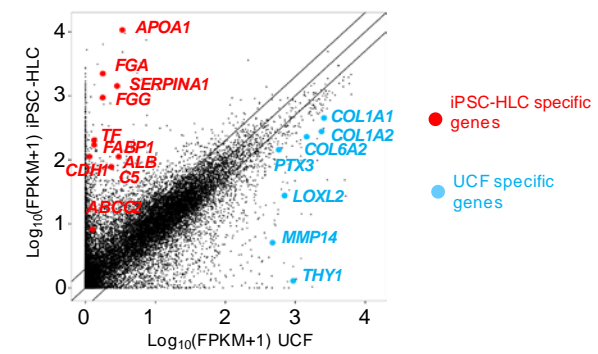 4
APOA1
FGA
3
SERPINA1
FGG
COL1A1
TF
COL1A2
FABP1
COL6A2
2
ALB
PTX3
CDH1
C5
LOXL2
ABCC2
1
MMP14
THY1
0
0 1 2 3 4
Log10(FPKM+1) UCF
Log10(FPKM+1) iPSC-HLC
iPSC-HLC specific
genes
UCF specific
genes